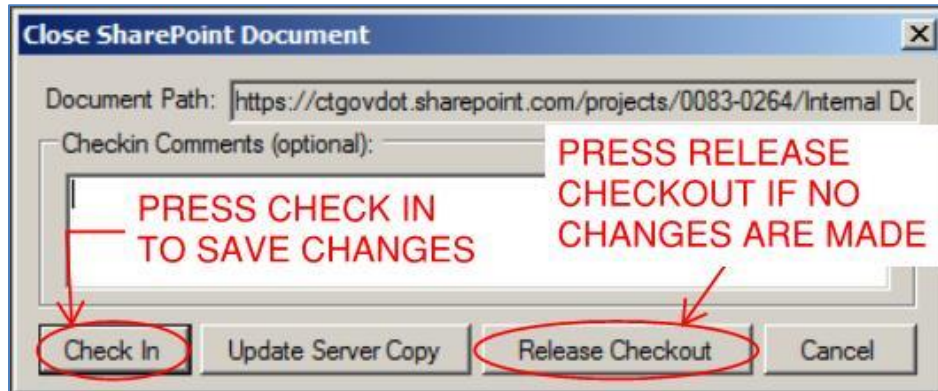 Close SharePoint Document
Document Path: https://ctgovdot.sharepoint.com/projects/0083-0264/Internal Dc
Checkin Comments (optional):
PRESS CHECK IN
TO SAVE CHANGES
PRESS RELEASE
CHECKOUT IF NO
CHANGES ARE MADE
Check In Update Server Copy Release Checkout Cancel